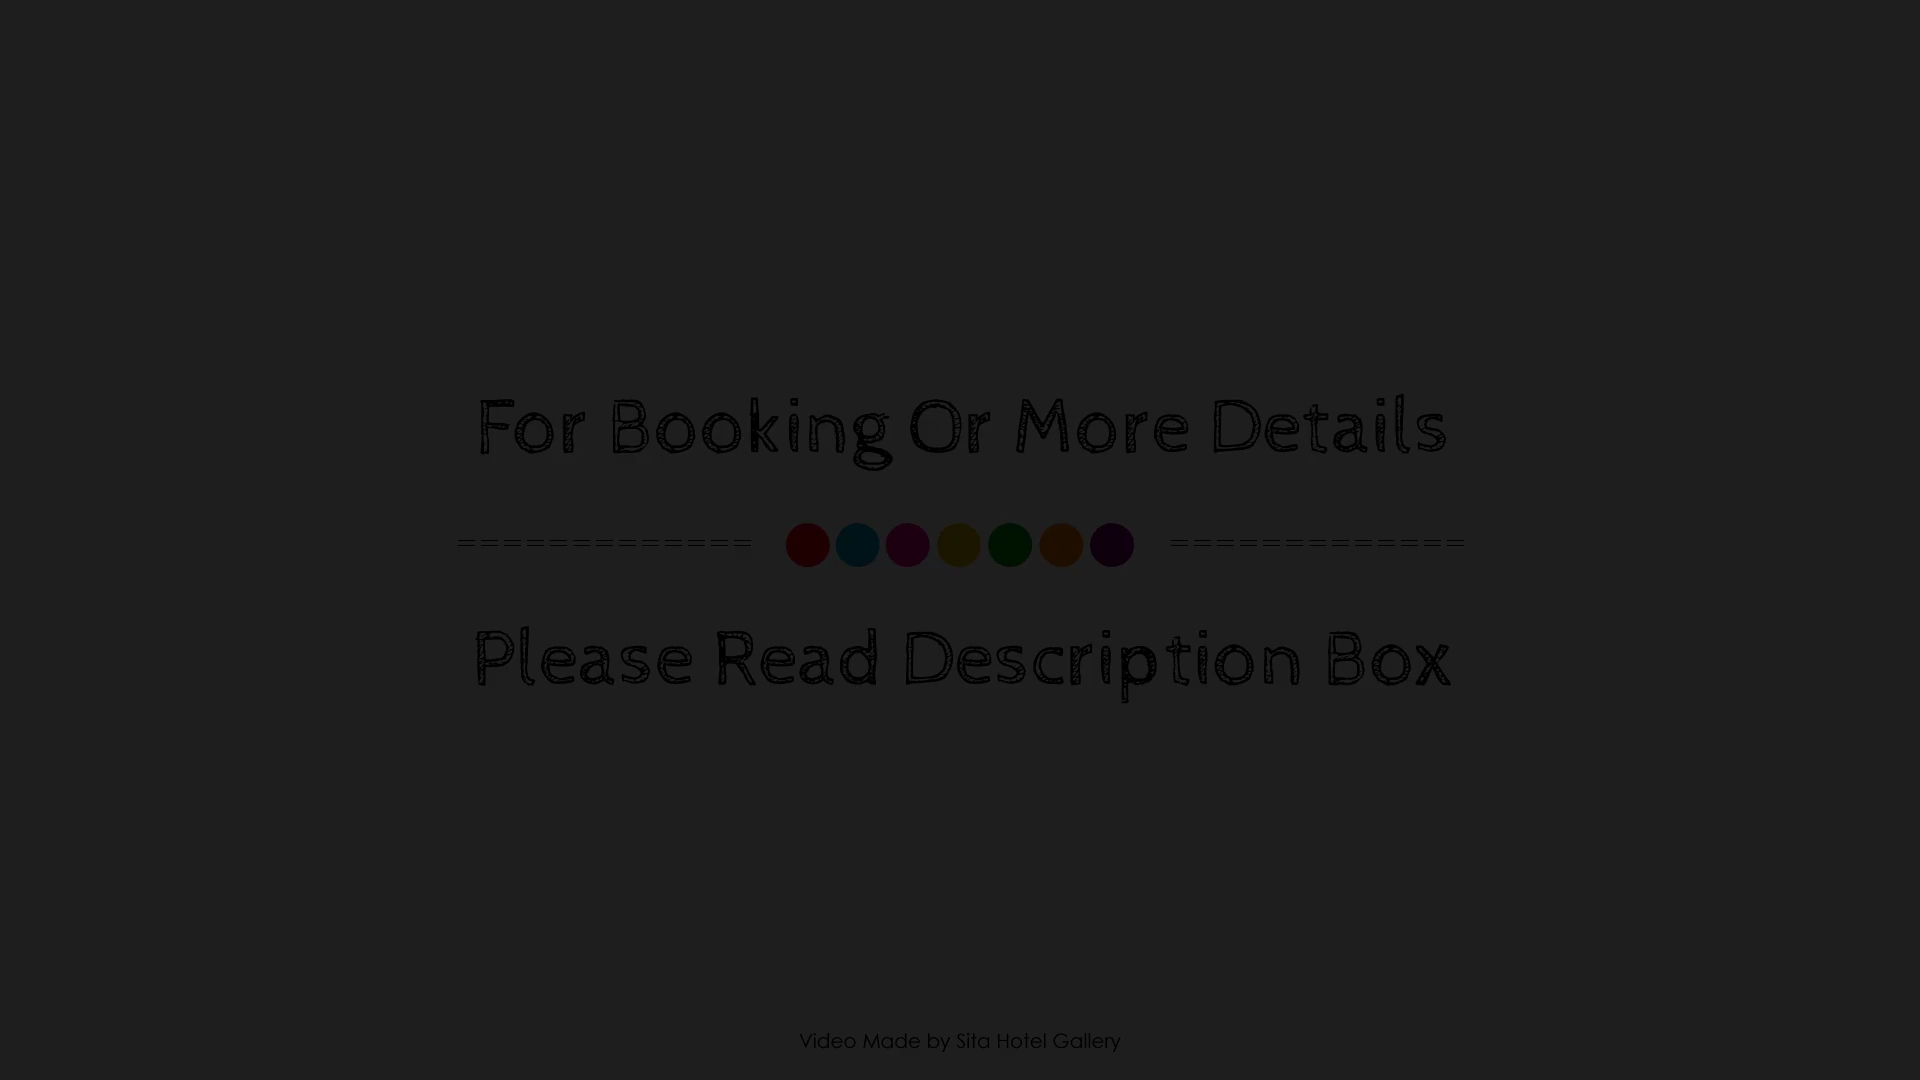 For Booking Or More Details
============= =============
Please Read Description Box
Video Made by Sita Hotel Gallery